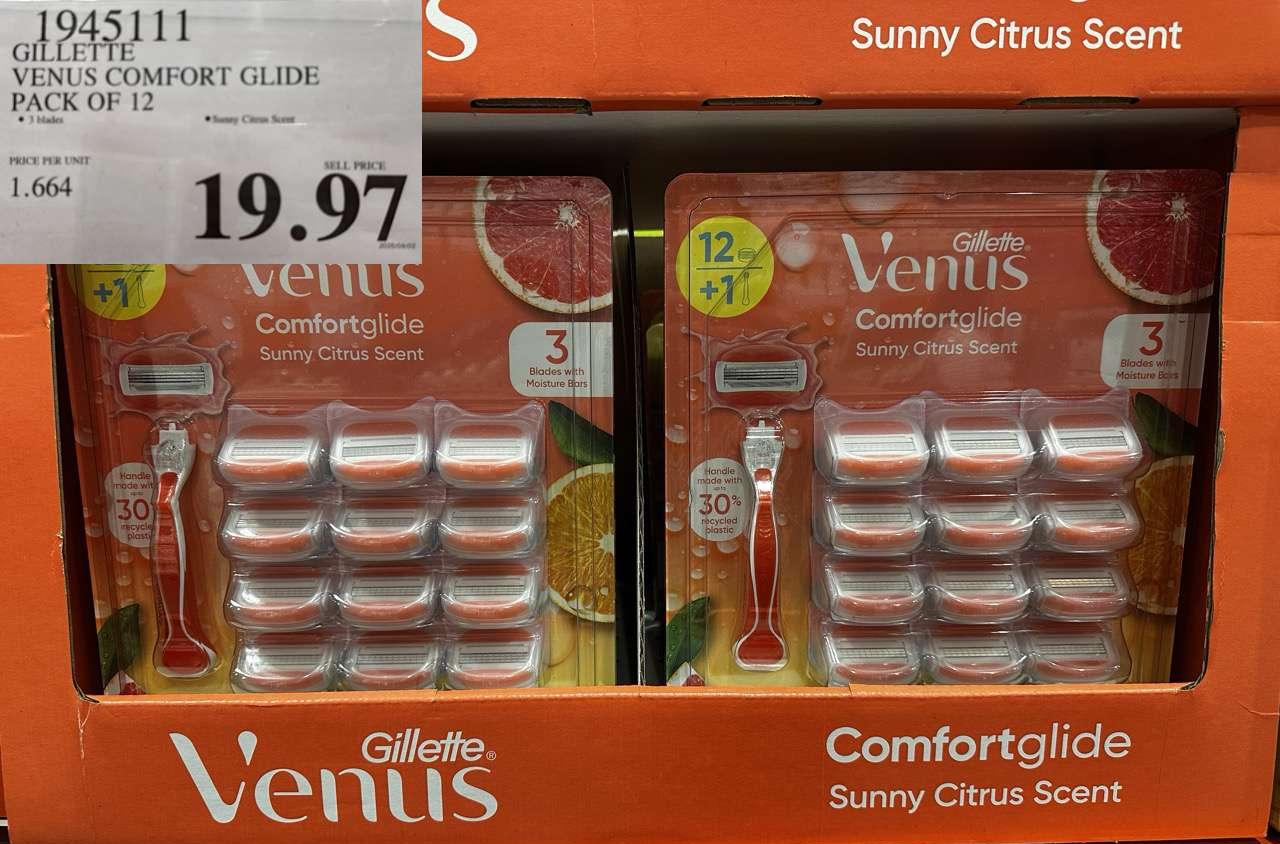 1945111
GILLETTE
VENUS COMFORT GLIDE
PACK OF 12
• 3 blades
•Sunny Citrus Scent
PRICE PER UNIT
1.664
SELL PRICE
19.97
S
Sunny Citrus Scent
+1
Venus
Comfortglide
Sunny Citrus Scent
3
Blades with
Moisture Bars
Handle
made with
up to
30
recycled
plastic
12
+1
Gillette®
Venus
Comfortglide
Sunny Citrus Scent
3
Blades with
Moisture Bars
Handle
made with
up to
30%
recycled
plastic
Gillette®
Venus
Comfortglide
Sunny Citrus Scent